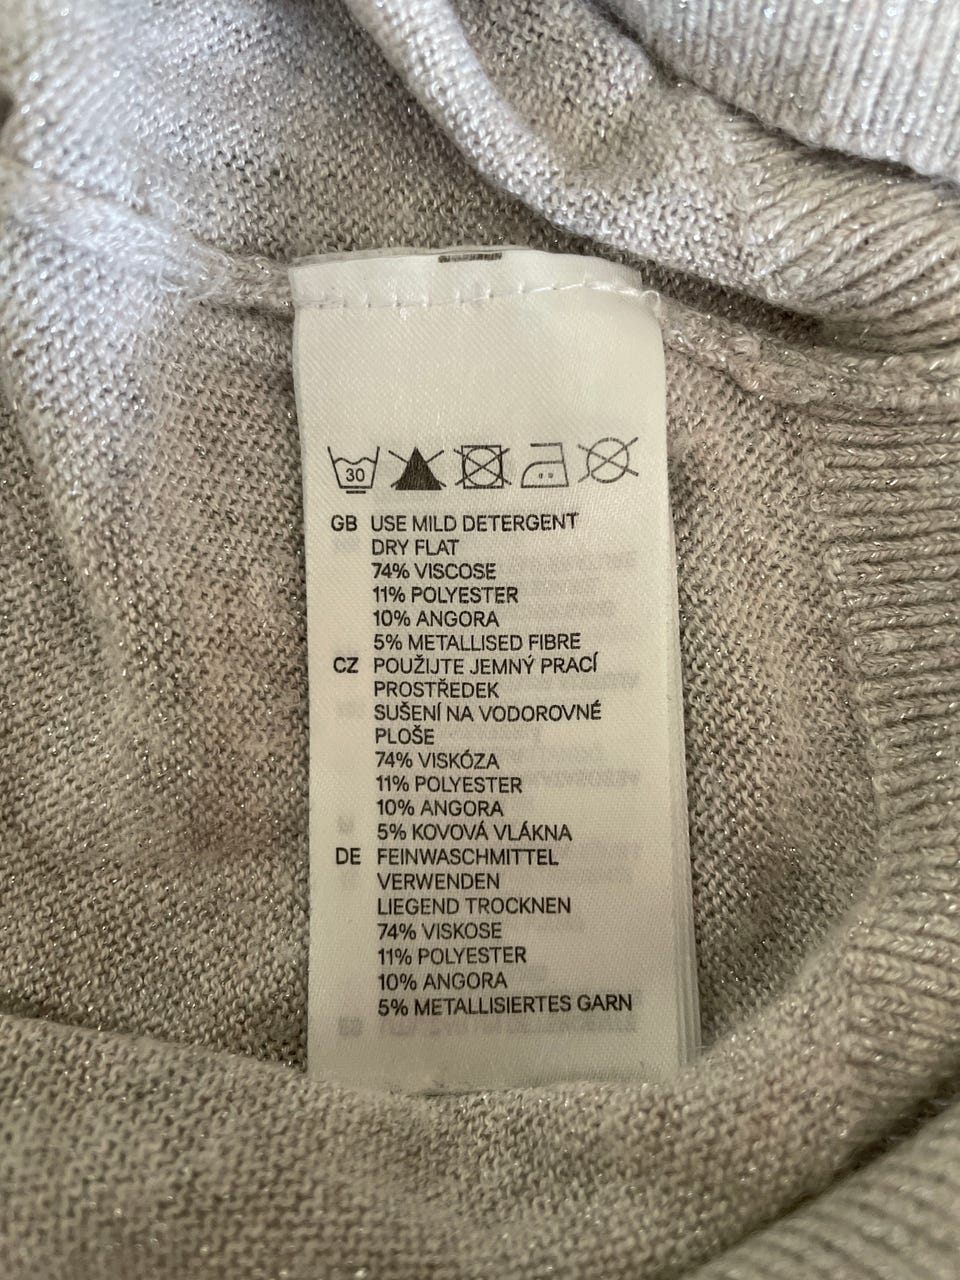 30
GB USE MILD DETERGENT
DRY FLAT
74% VISCOSE
11% POLYESTER
10% ANGORA
5% METALLISED FIBRE
CZ POUŽIJTE JEMNÝ PRACÍ
PROSTŘEDEK
SUŠENÍ NA VODOROVNÉ
PLOŠE
74% VISKÓZA
11% POLYESTER
10% ANGORA
5% KOVOVÁ VLÁKNA
DE FEINWASCHMITTEL
VERWENDEN
LIEGEND TROCKNEN
74% VISKOSE
11% POLYESTER
10% ANGORA
5% METALLISIERTES GARN